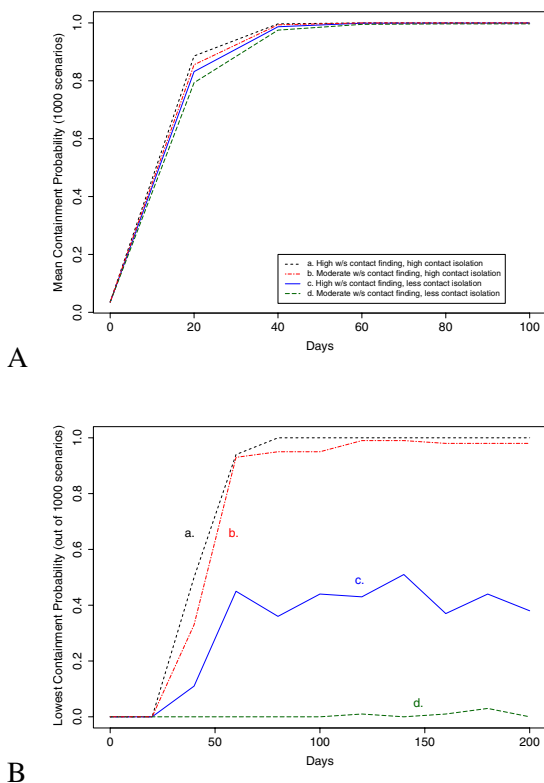 Mean Containment Probability (1000 scenarios)
1.0
0.8
0.6
0.4
0.2
0.0
a. High w/s contact finding, high contact isolation
b. Moderate w/s contact finding, high contact isolation
c. High w/s contact finding, less contact isolation
d. Moderate w/s contact finding, less contact isolation
0 20 40 60 80 100
Days
A
Lowest Containment Probability (out of 1000 scenarios)
1.0
0.8
0.6
0.4
0.2
0.0
a.
b.
c.
d.
0 50 100 150 200
Days
B